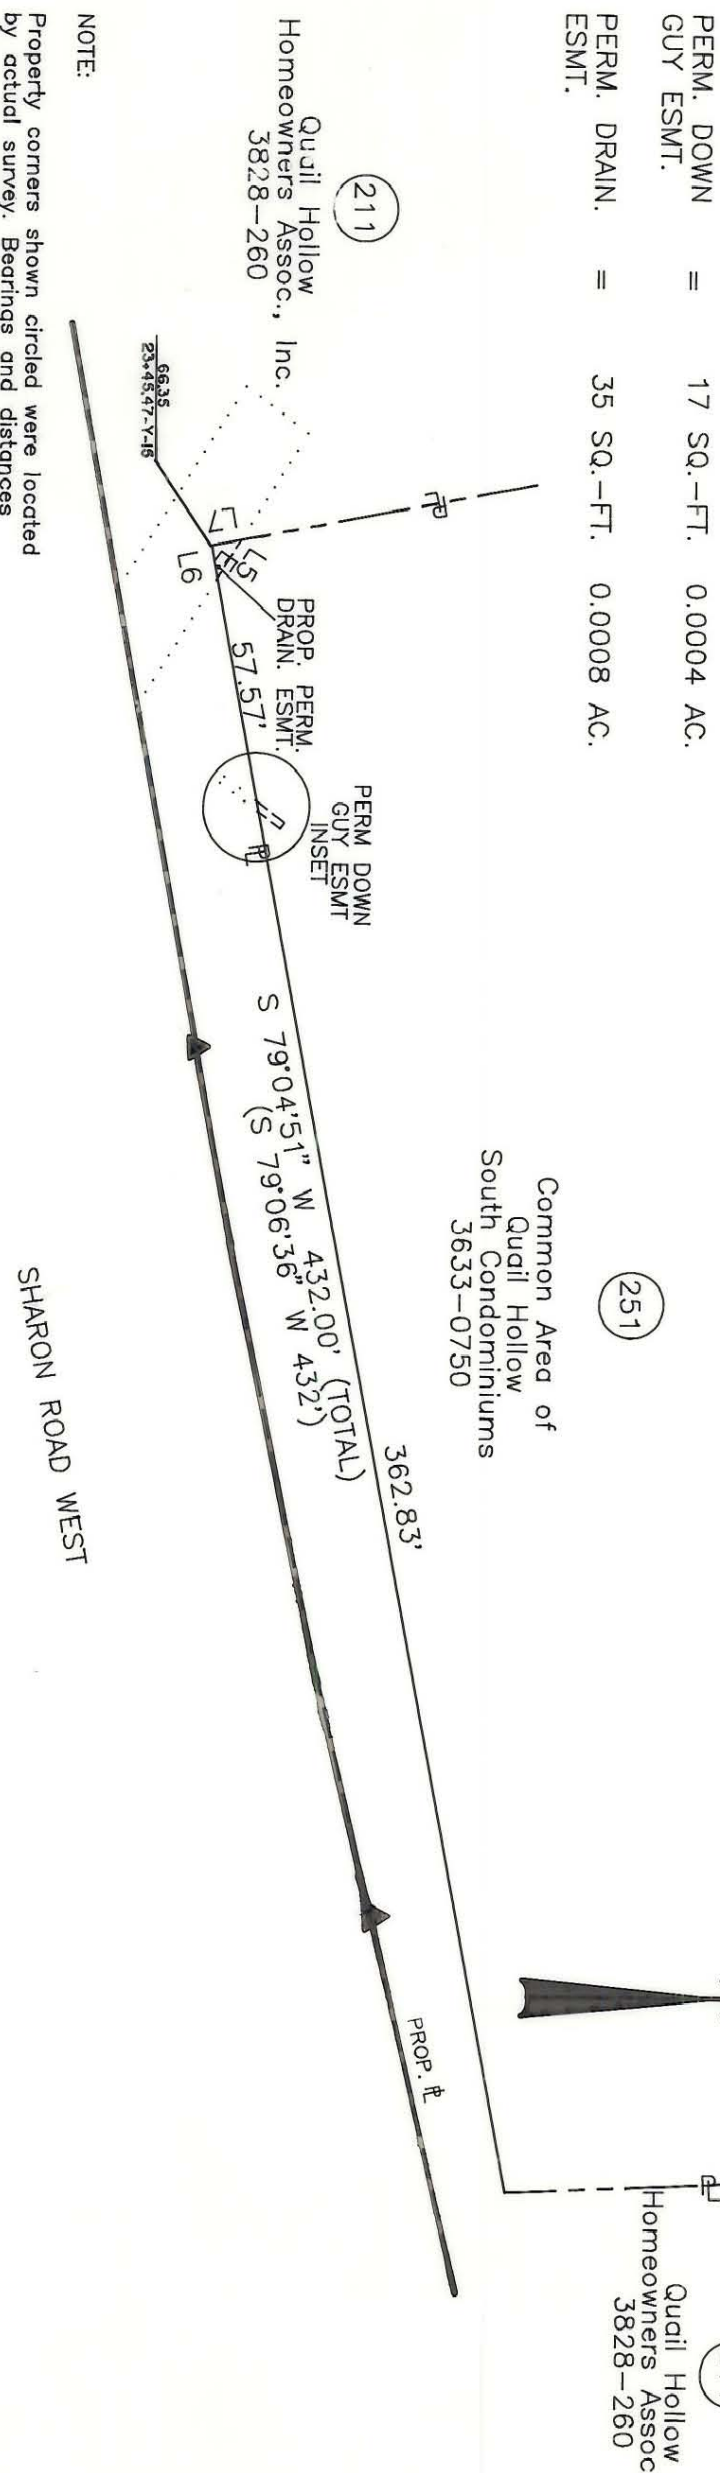 PERM. DOWN = 17 SQ.-FT. 0.0004 AC.
GUY ESMT.
PERM. DRAIN. = 35 SQ.-FT. 0.0008 AC.
ESMT.
251
Common Area of
Quail Hollow
South Condominiums
3633-0750
Quail Hollow
Homeowners Assoc
3828-260
211
Quail Hollow
Homeowners Assoc., Inc.
3828-260
PL
PL
PERM DOWN
GUY ESMT
INSET
PROP. PERM.
DRAIN. ESMT.
L7
L5
L6
57.57'
PL
362.83'
S 79°04'51" W 432.00' (TOTAL)
(S 79°06'36" W 432')
66.35
23+45.47-Y-15
PROP. PL
SHARON ROAD WEST
NOTE:
Property corners shown circled were located
by actual survey. Bearings and distances